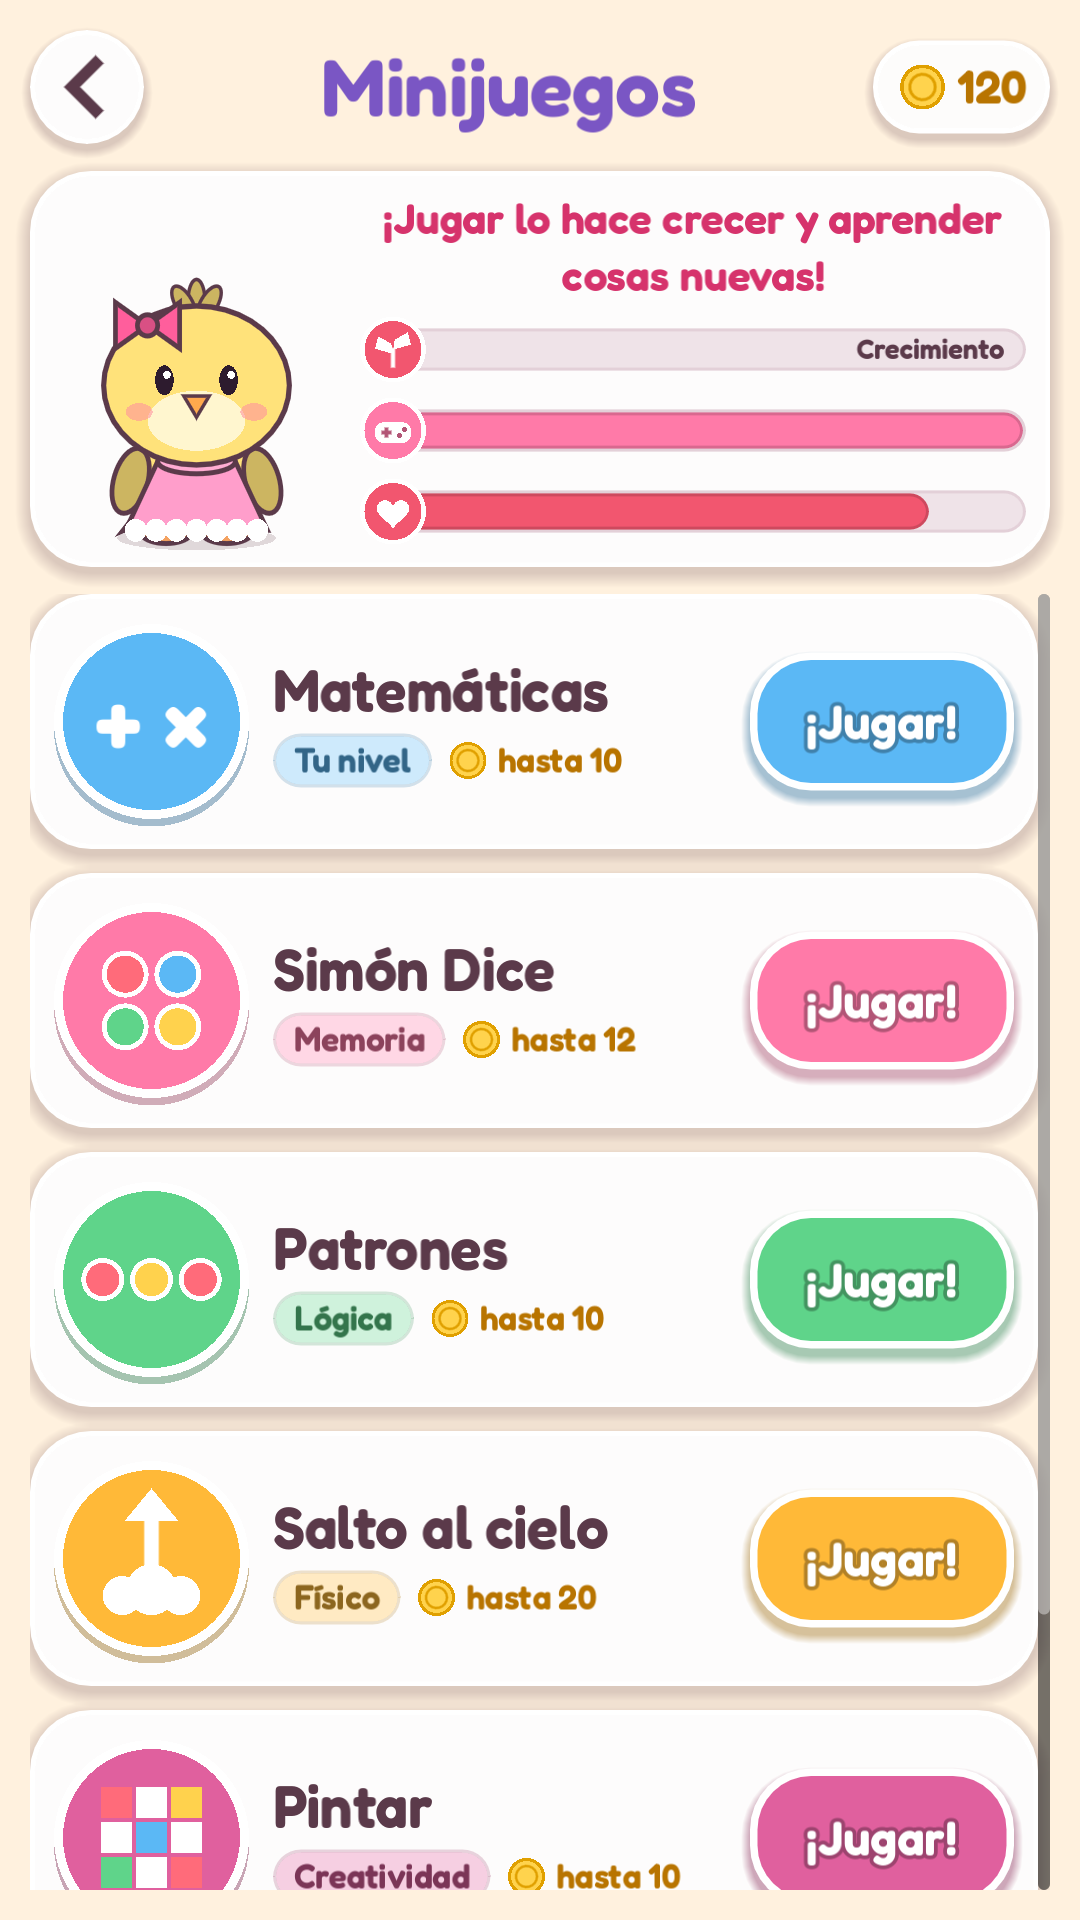 Minijuegos
120
¡Jugar lo hace crecer y aprender
cosas nuevas!
Crecimiento
Matemáticas
Tu nivel hasta 10
¡Jugar!
Simón Dice
Memoria hasta 12
¡Jugar!
Patrones
Lógica hasta 10
¡Jugar!
Salto al cielo
Físico hasta 20
¡Jugar!
Pintar
Creatividad hasta 10
¡Jugar!